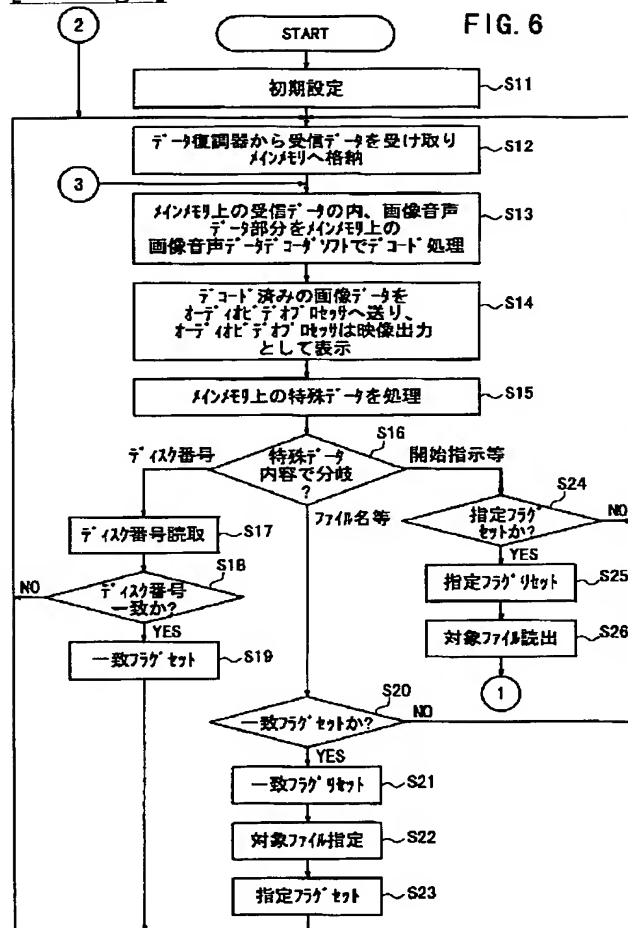 FIG. 6
2
START
初期設定
S11
データ復調器から受信データを受け取り
メインメモリへ格納
S12
3
メインメモリ上の受信データの内、画像音声
データ部分をメインメモリ上の
画像音声データデコーダソフトでデコード処理
S13
デコード済みの画像データを
オーディオビデオプロセッサへ送り、
オーディオビデオプロセッサは映像出力
として表示
S14
メインメモリ上の特殊データを処理
S15
S16
ディスク番号
特殊データ
内容で分岐
?
開始指示等
ファイル名等
S24
指定フラグ
セットか?
NO
YES
ディスク番号読取
S17
S18
ディスク番号
一致か?
NO
YES
指定フラグリセット
S25
対象ファイル読出
S26
一致フラグセット
S19
1
S20
一致フラグセットか?
NO
YES
一致フラグリセット
S21
対象ファイル指定
S22
指定フラグセット
S23